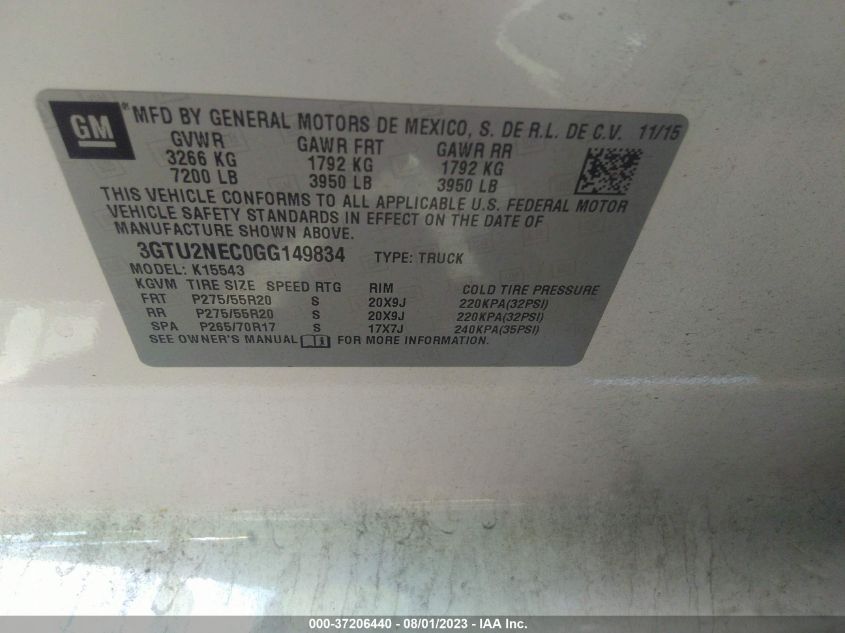 GM ® MFD BY GENERAL MOTORS DE MEXICO, S. DE R.L. DE C.V. 11/15
GVWR GAWR FRT GAWR RR
3266 KG 1792 KG 1792 KG
7200 LB 3950 LB 3950 LB
THIS VEHICLE CONFORMS TO ALL APPLICABLE U.S. FEDERAL MOTOR
VEHICLE SAFETY STANDARDS IN EFFECT ON THE DATE OF
MANUFACTURE SHOWN ABOVE.
3GTU2NEC0GG149834 TYPE: TRUCK
MODEL: K15543
KGVM TIRE SIZE SPEED RTG RIM COLD TIRE PRESSURE
FRT P275/55R20 S 20X9J 220KPA(32PSI)
RR P275/55R20 S 20X9J 220KPA(32PSI)
SPA P265/70R17 S 17X7J 240KPA(35PSI)
SEE OWNER'S MANUAL FOR MORE INFORMATION.
000-37206440 - 08/01/2023 - IAA Inc.